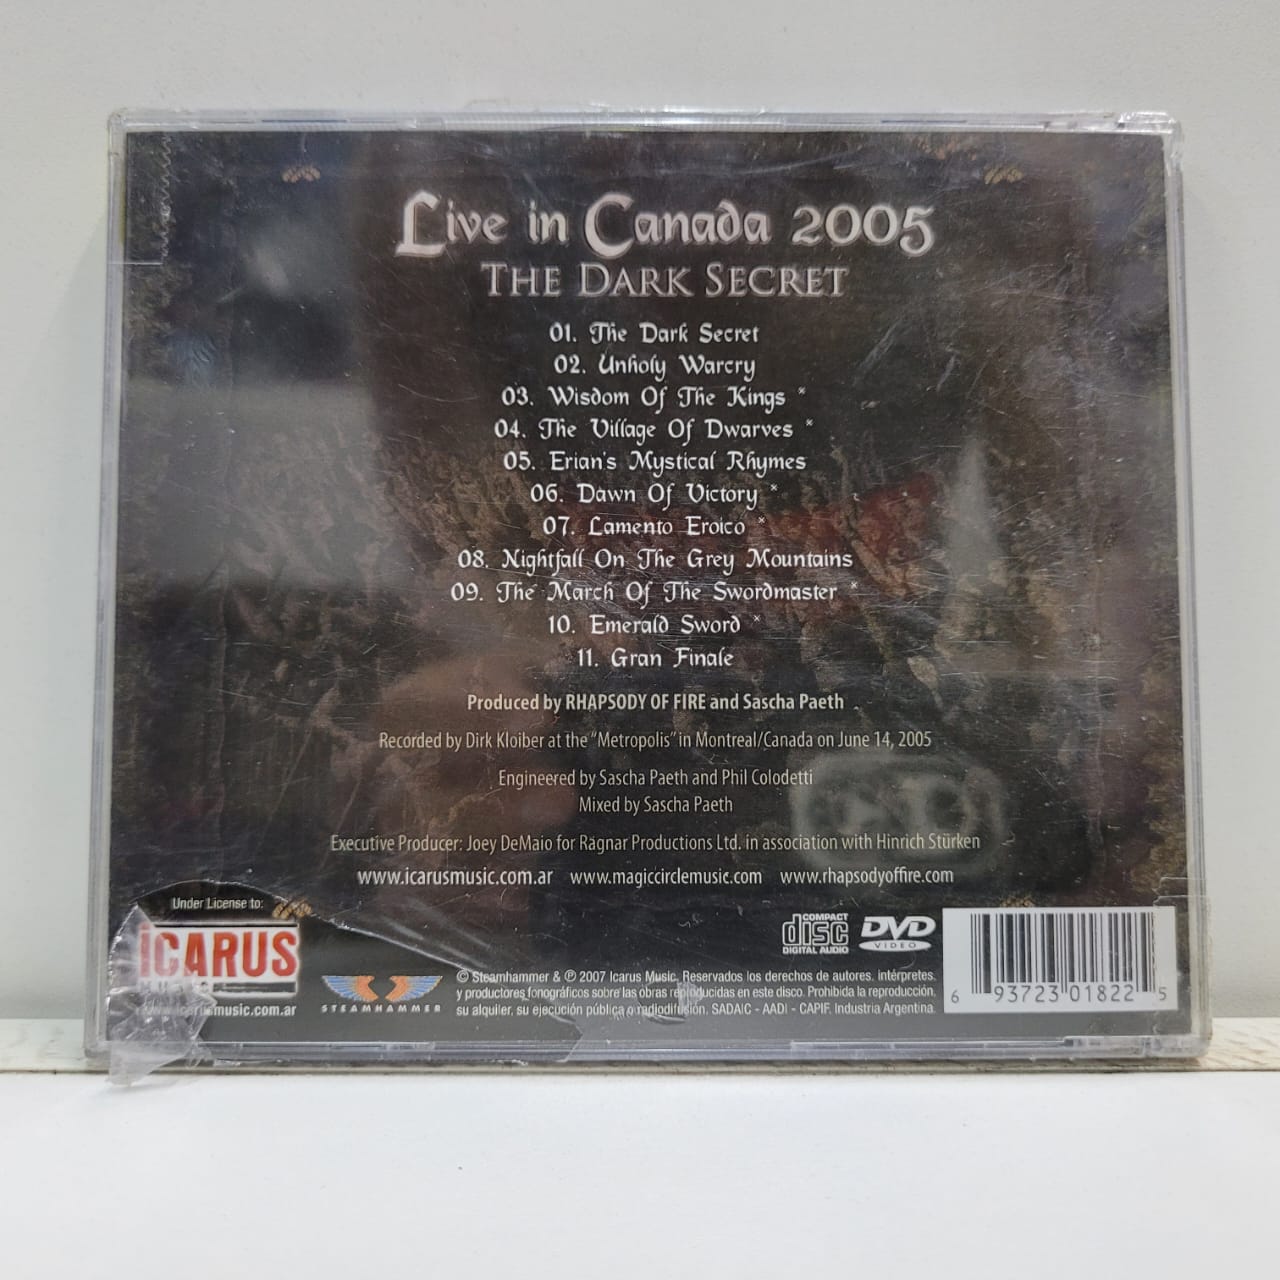 Live in Canada 2005
THE DARK SECRET
01. The Dark Secret
02. Unholy Warcry
03. Wisdom Of The Kings *
04. The Village Of Dwarves *
05. Erian's Mystical Rhymes
06. Dawn Of Victory *
07. Lamento Eroico *
08. Nightfall On The Grey Mountains
09. The March Of The Swordmaster *
10. Emerald Sword *
11. Gran Finale
Produced by RHAPSODY OF FIRE and Sascha Paeth
Recorded by Dirk Kloiber at the "Metropolis" in Montreal/Canada on June 14, 2005
Engineered by Sascha Paeth and Phil Colodetti
Mixed by Sascha Paeth
Executive Producer: Joey DeMaio for Ragnar Productions Ltd. in association with Hinrich Stürken
www.icarusmusic.com.ar www.magiccirclemusic.com www.rhapsodyoffire.com
Under License to:
ICARUS
MUSIC
www.icarusmusic.com.ar
STEAMHAMMER
COMPACT
disc
DIGITAL AUDIO
DVD
VIDEO
© Steamhammer & ℗ 2007 Icarus Music. Reservados los derechos de autores, intérpretes,
y productores fonográficos sobre las obras reproducidas en este disco. Prohibida la reproducción,
su alquiler, su ejecución pública o radiodifusión. SADAIC - AADI - CAPIF. Industria Argentina.
6 93723 01822 5